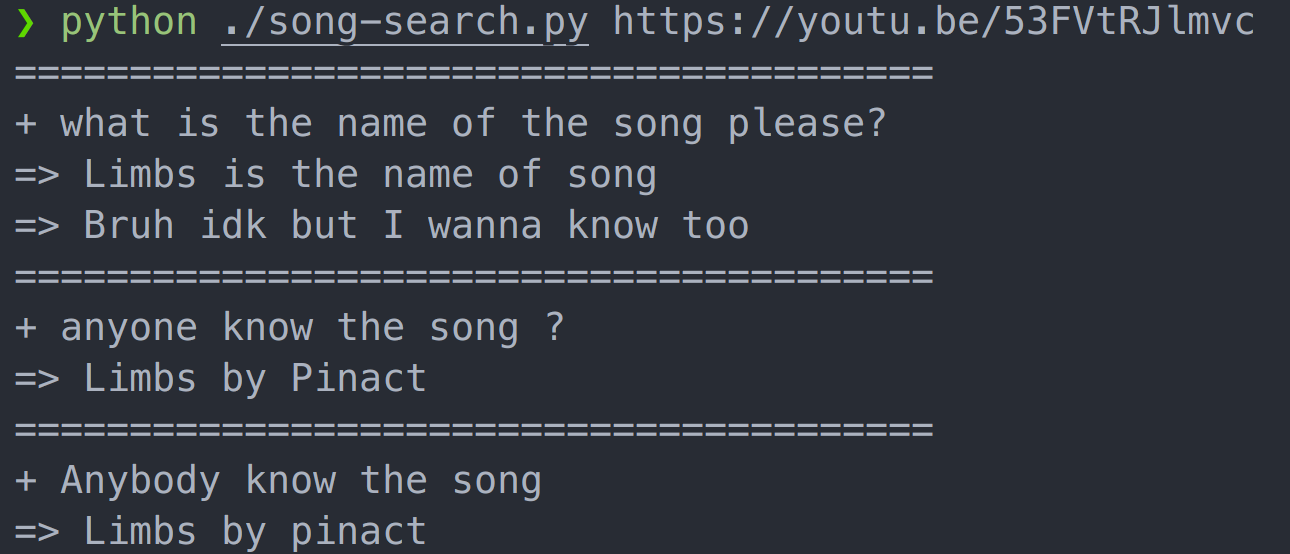 ❯ python ./song-search.py https://youtu.be/53FVtRJlmvc
========================================
+ what is the name of the song please?
=> Limbs is the name of song
=> Bruh idk but I wanna know too
========================================
+ anyone know the song ?
=> Limbs by Pinact
========================================
+ Anybody know the song
=> Limbs by pinact